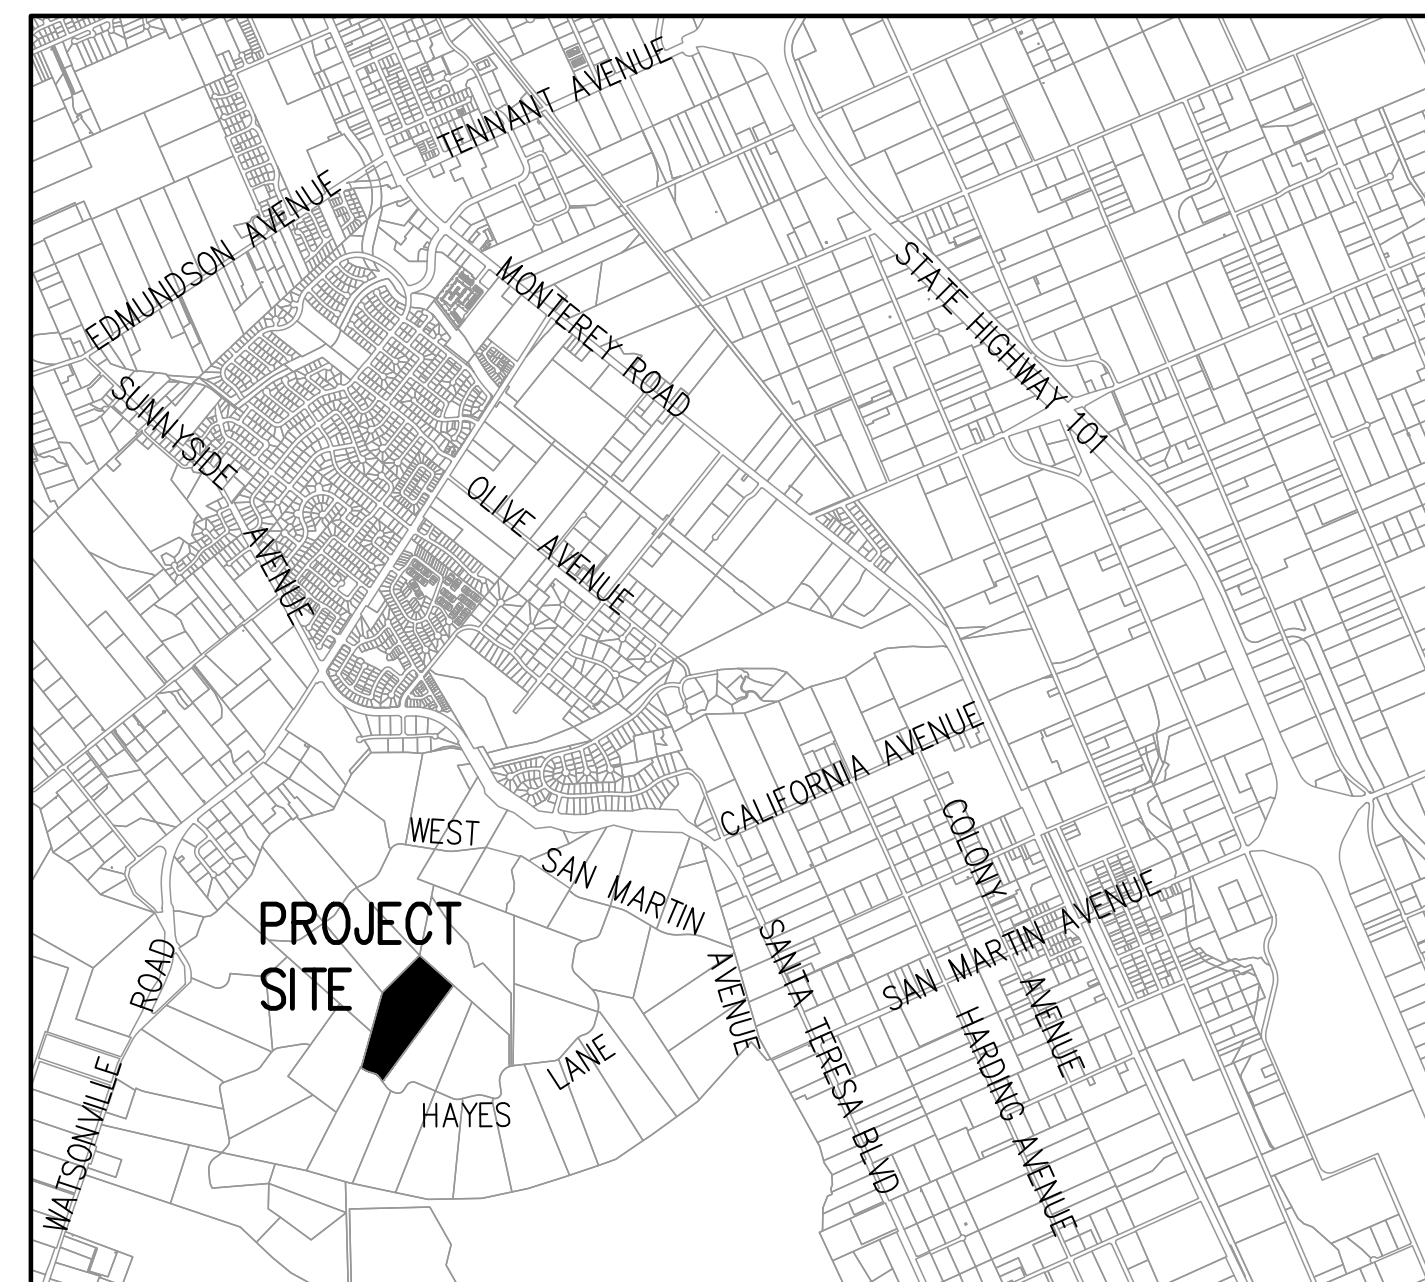 TENNANT AVENUE
EDMUNDSON AVENUE
MONTEREY ROAD
STATE HIGHWAY 101
SUNNYSIDE
AVENUE
OLIVE AVENUE
CALIFORNIA AVENUE
WEST
SAN MARTIN
AVENUE
COLONY
AVENUE
SAN MARTIN AVENUE
PROJECT
SITE
SANTA TERESA BLVD
HARDING AVENUE
HAYES
LANE
WATSONVILLE
ROAD